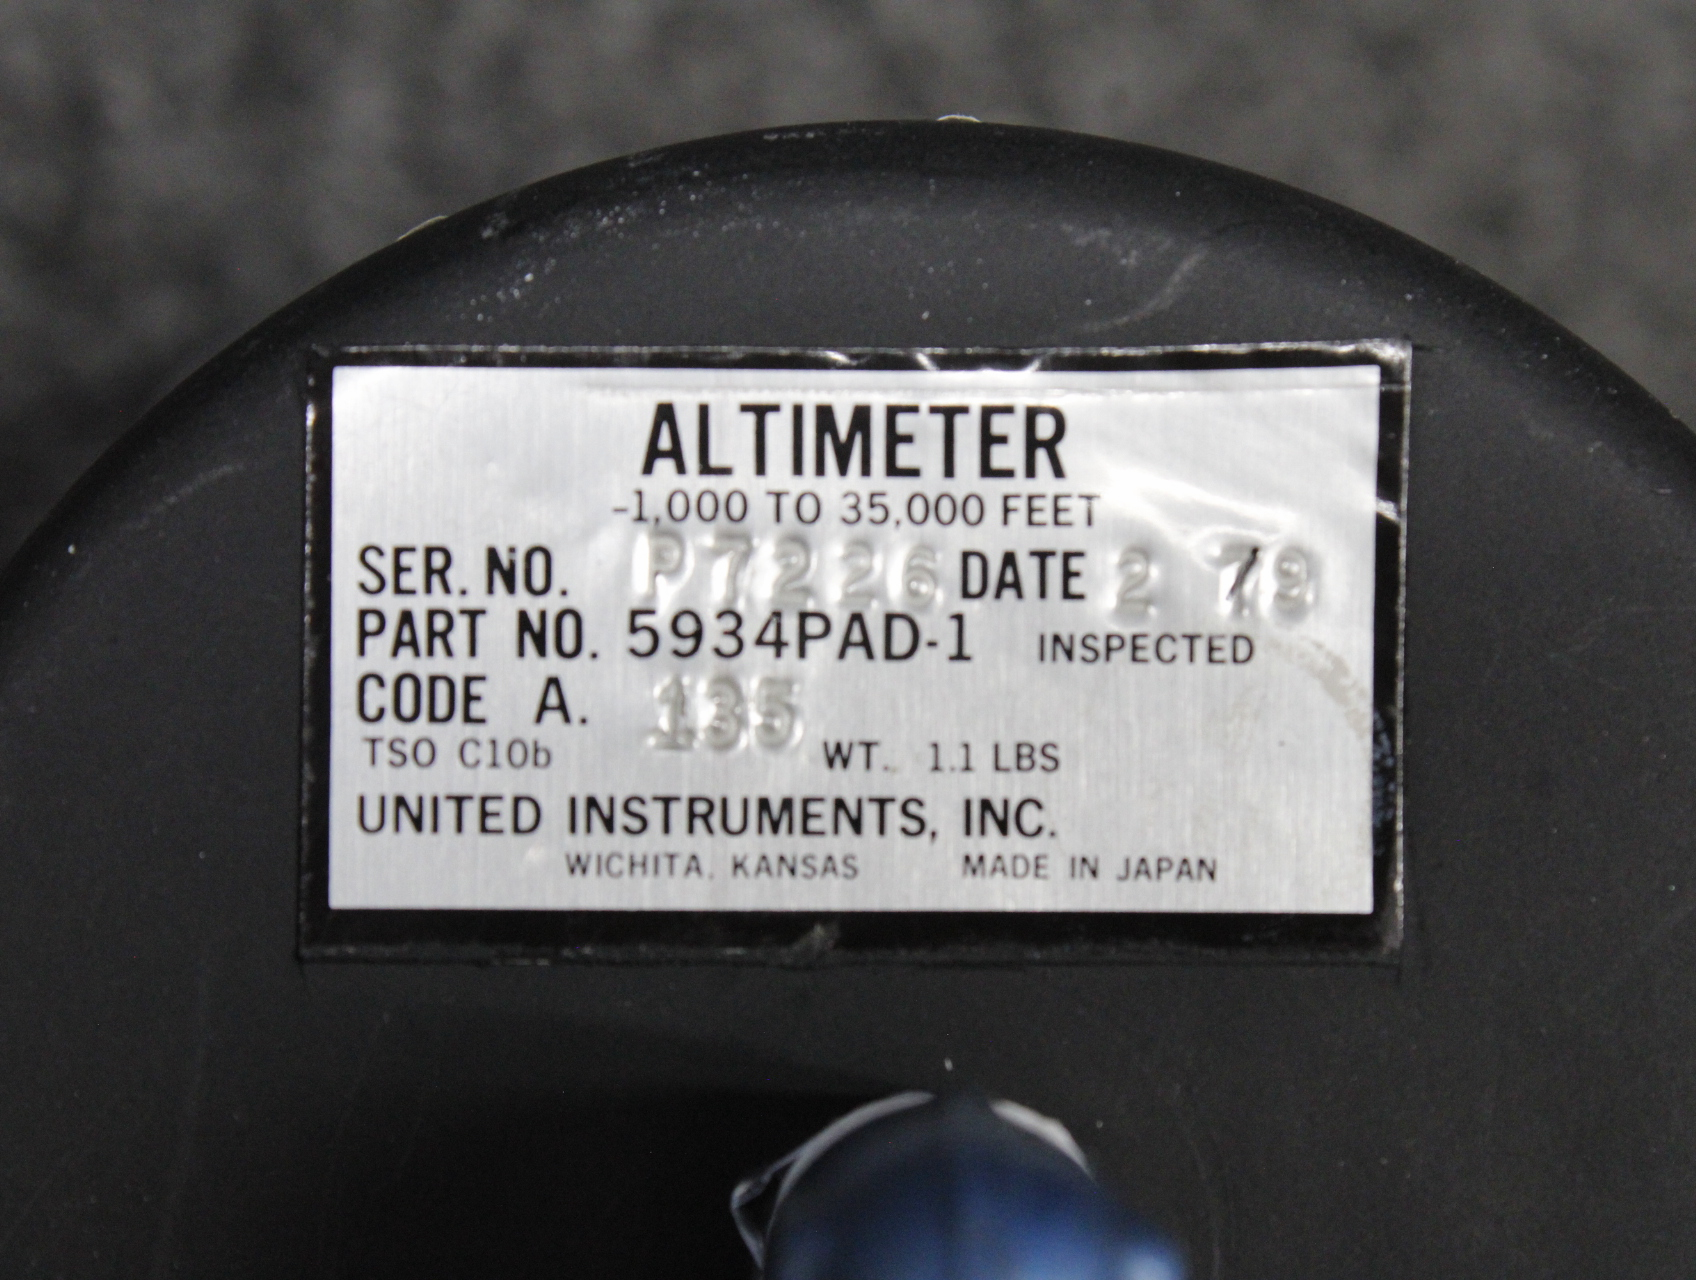 ALTIMETER
-1,000 TO 35,000 FEET
SER. NO. P7226 DATE 2 79
PART NO. 5934PAD-1 INSPECTED
CODE A. 135
TSO C10b WT. 1.1 LBS
UNITED INSTRUMENTS, INC.
WICHITA, KANSAS MADE IN JAPAN